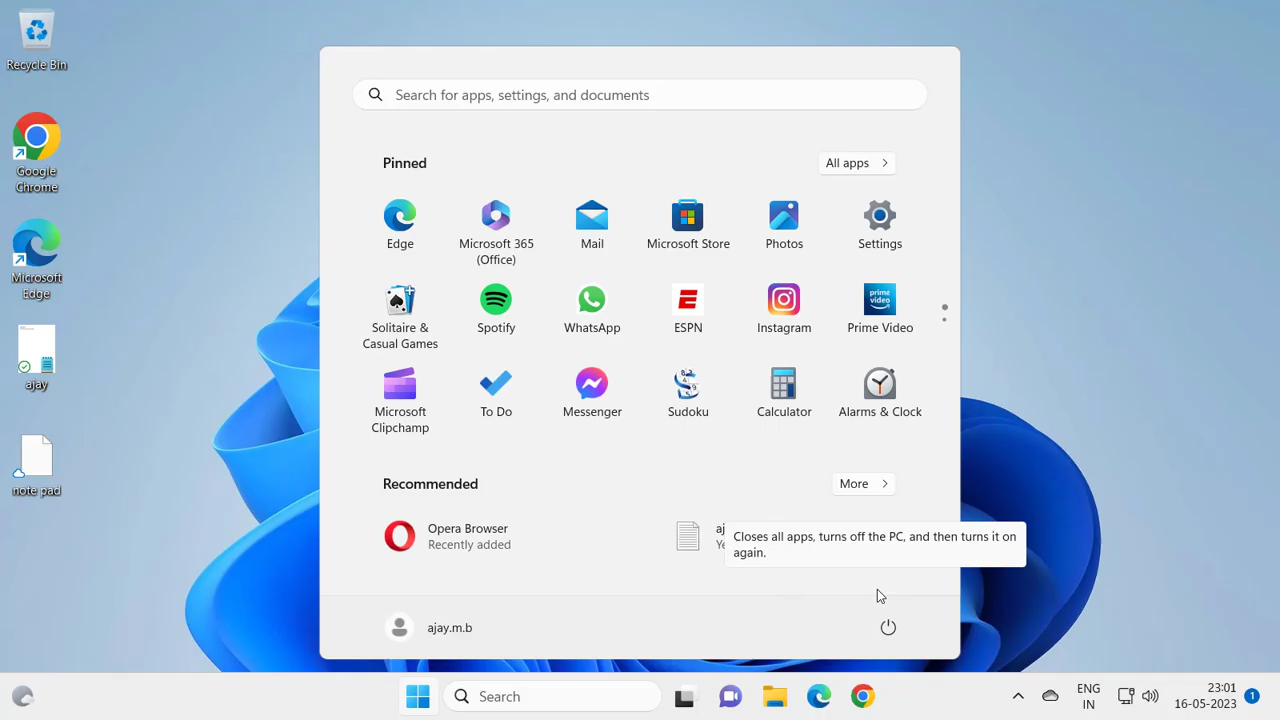 Recycle Bin
Google
Chrome
Microsoft
Edge
ajay
note pad
Search for apps, settings, and documents
Pinned
All apps
Edge
Microsoft 365
(Office)
Mail
Microsoft Store
Photos
Settings
Solitaire &
Casual Games
Spotify
WhatsApp
ESPN
Instagram
prime
video
Prime Video
Microsoft
Clipchamp
To Do
Messenger
Sudoku
Calculator
Alarms & Clock
Recommended
More
Opera Browser
Recently added
Closes all apps, turns off the PC, and then turns it on
again.
ajay.m.b
Search
ENG
IN
23:01
16-05-2023
1